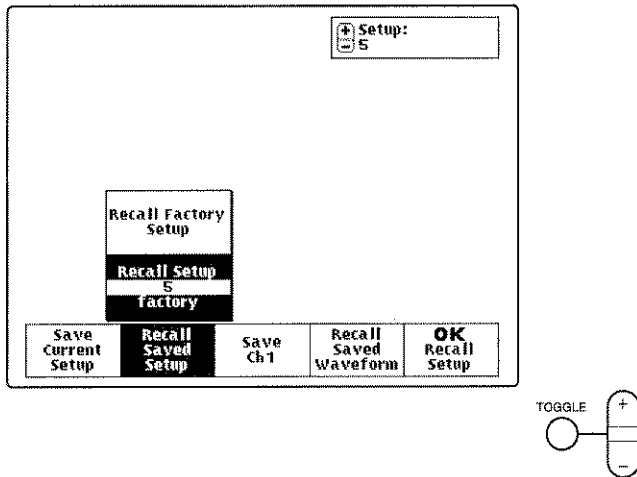 + Setup:
− 5
Recall Factory
Setup
Recall Setup
5
factory
Save
Current
Setup
Recall
Saved
Setup
Save
Ch1
Recall
Saved
Waveform
OK
Recall
Setup
TOGGLE
+
−